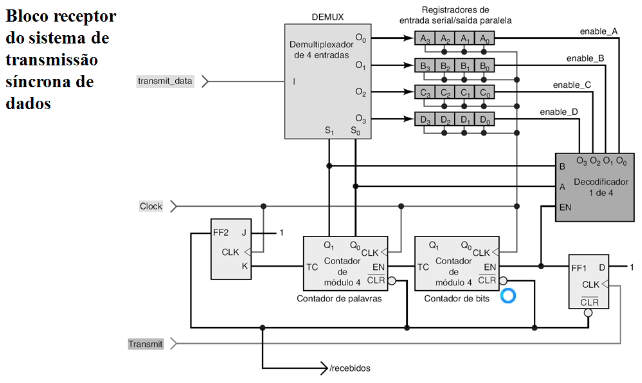 Bloco receptor
do sistema de
transmissão
síncrona de
dados
DEMUX
Demultiplexador
de 4 entradas
I
O₀
O₁
O₂
O₃
S₁ S₀
Registradores de
entrada serial/saída paralela
A₃ A₂ A₁ A₀
B₃ B₂ B₁ B₀
C₃ C₂ C₁ C₀
D₃ D₂ D₁ D₀
enable_A
enable_B
enable_C
enable_D
transmit_data
O₃ O₂ O₁ O₀
B
A
EN
Decodificador
1 de 4
Clock
FF2 J
CLK
K
1
Q₁ Q₀
CLK
TC EN
CLR
Contador
de
módulo 4
Contador de palavras
Q₁ Q₀
CLK
TC EN
CLR
Contador
de
módulo 4
Contador de bits
FF1 D
CLK
CLR
1
Transmit
/recebidos